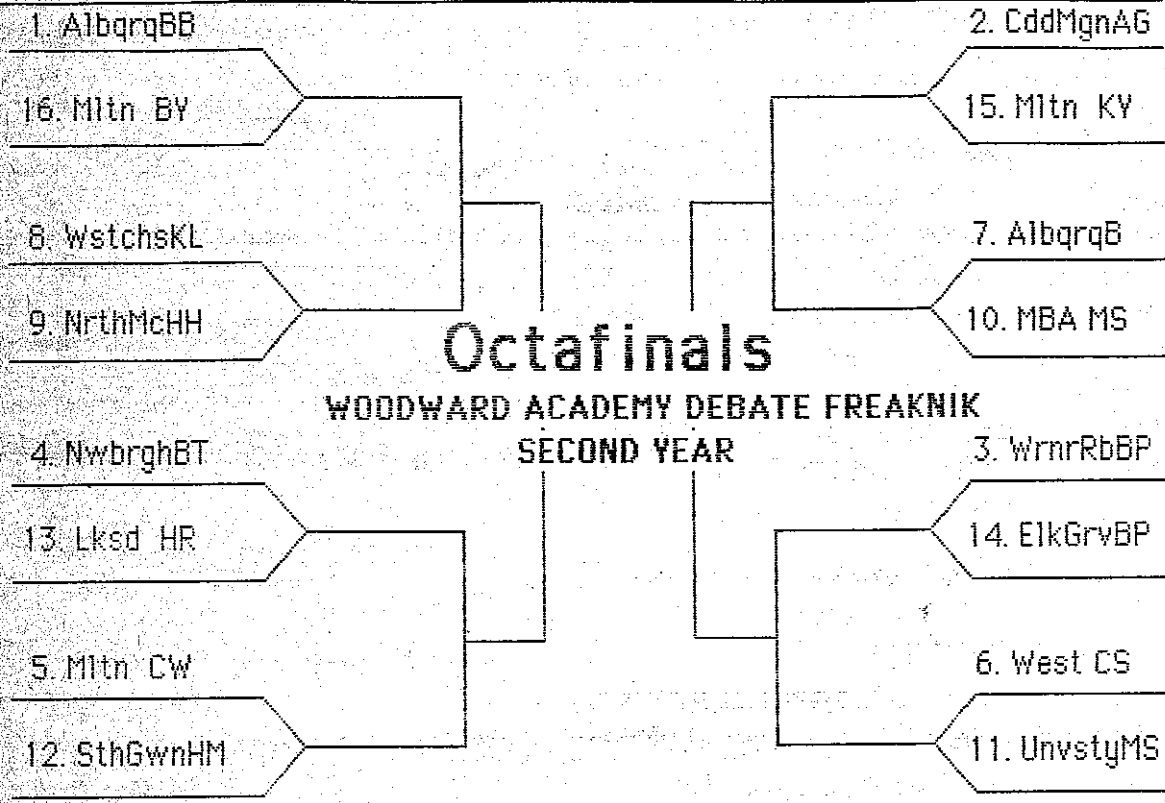 1. AlbqrqBB
16. Mltn BY
8. WstchsKL
9. NrthMcHH
2. CddMgnAG
15. Mltn KY
7. AlbqrqB
10. MBA MS
Octafinals
WOODWARD ACADEMY DEBATE FREAKNIK
SECOND YEAR
4. NwbrghBT
13. Lksd HR
5. Mltn CW
12. SthGwnHM
3. WrnrRbBP
14. ElkGrvBP
6. West CS
11. UnvstyMS